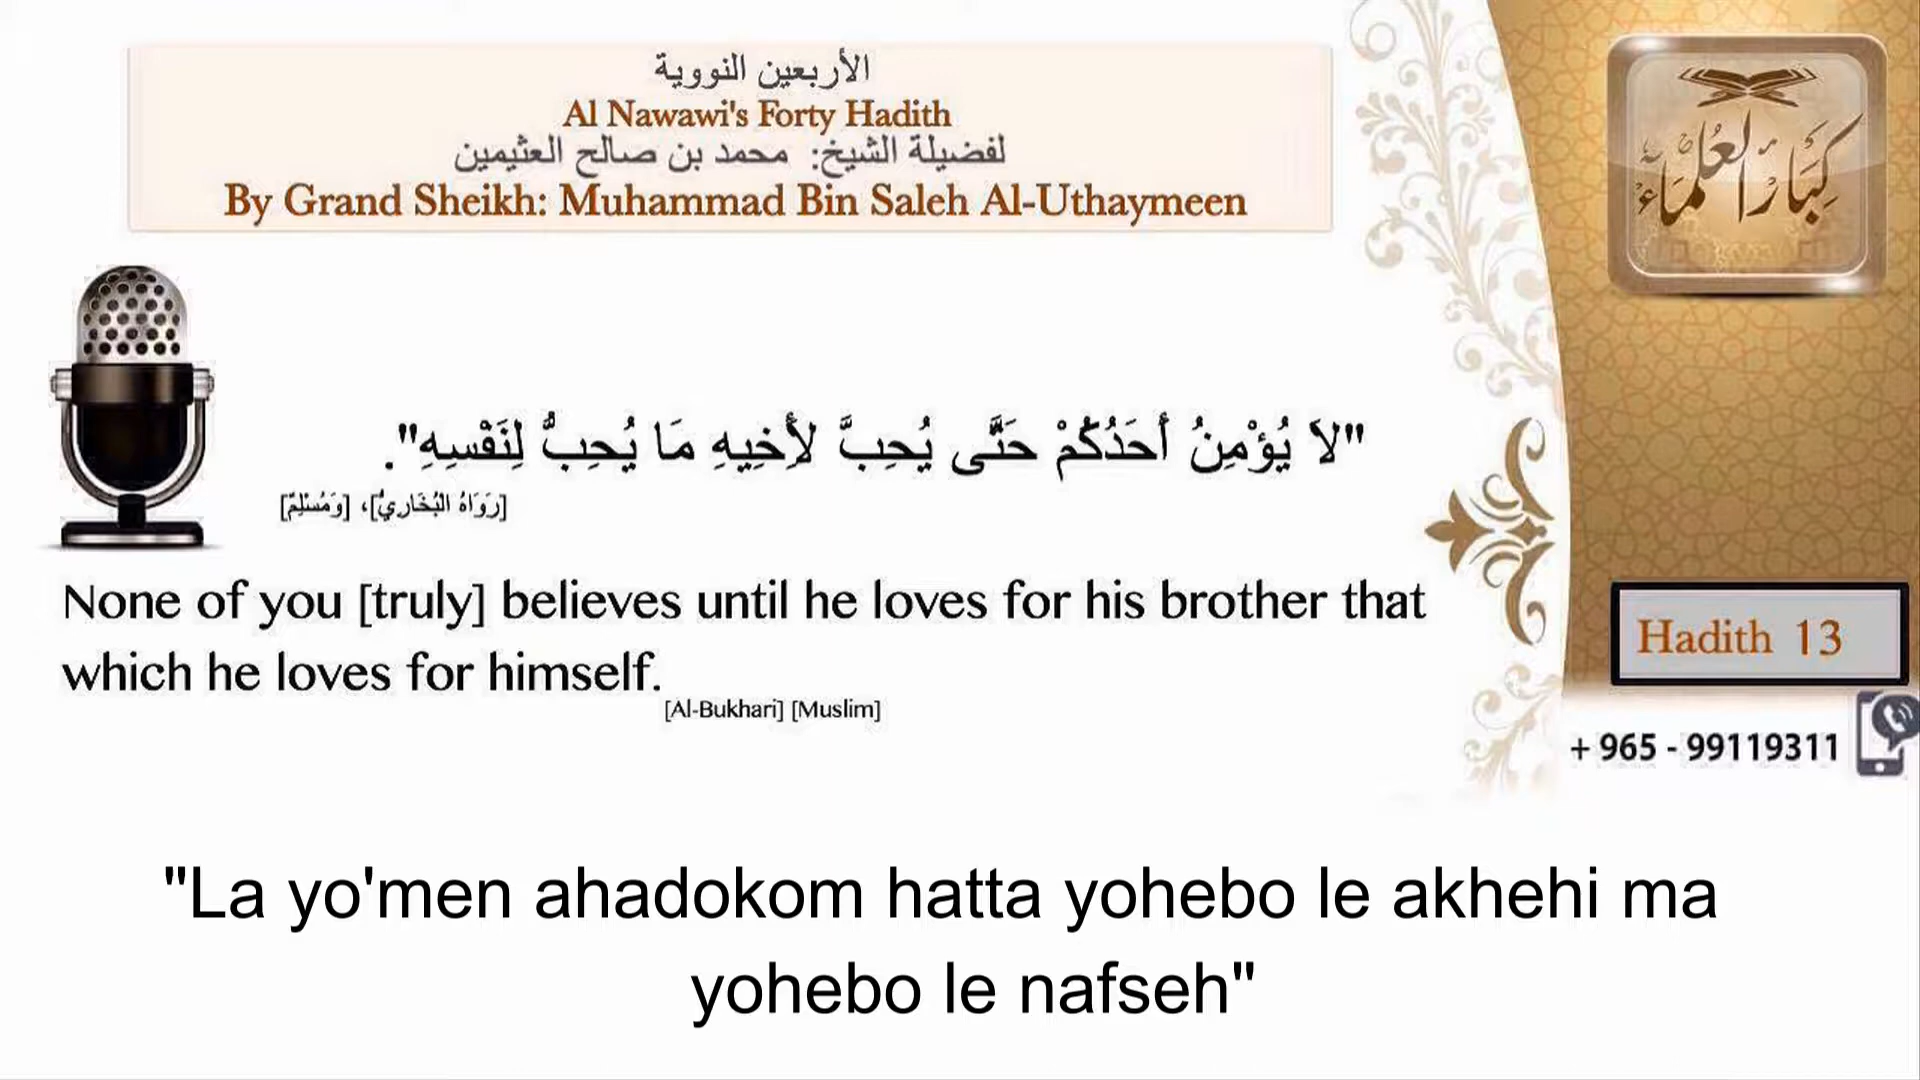 الأربعين النووية
Al Nawawi's Forty Hadith
لفضيلة الشيخ: محمد بن صالح العثيمين
By Grand Sheikh: Muhammad Bin Saleh Al-Uthaymeen
كِبَارُ العُلَمَاء
"لاَ يُؤْمِنُ أَحَدُكُمْ حَتَّى يُحِبَّ لأَخِيهِ مَا يُحِبُّ لِنَفْسِهِ".
[رَوَاهُ البُخَارِيُّ]، [وَمُسْلِمٌ]
None of you [truly] believes until he loves for his brother that
which he loves for himself.
[Al-Bukhari] [Muslim]
Hadith 13
+ 965 - 99119311
"La yo'men ahadokom hatta yohebo le akhehi ma
yohebo le nafseh"